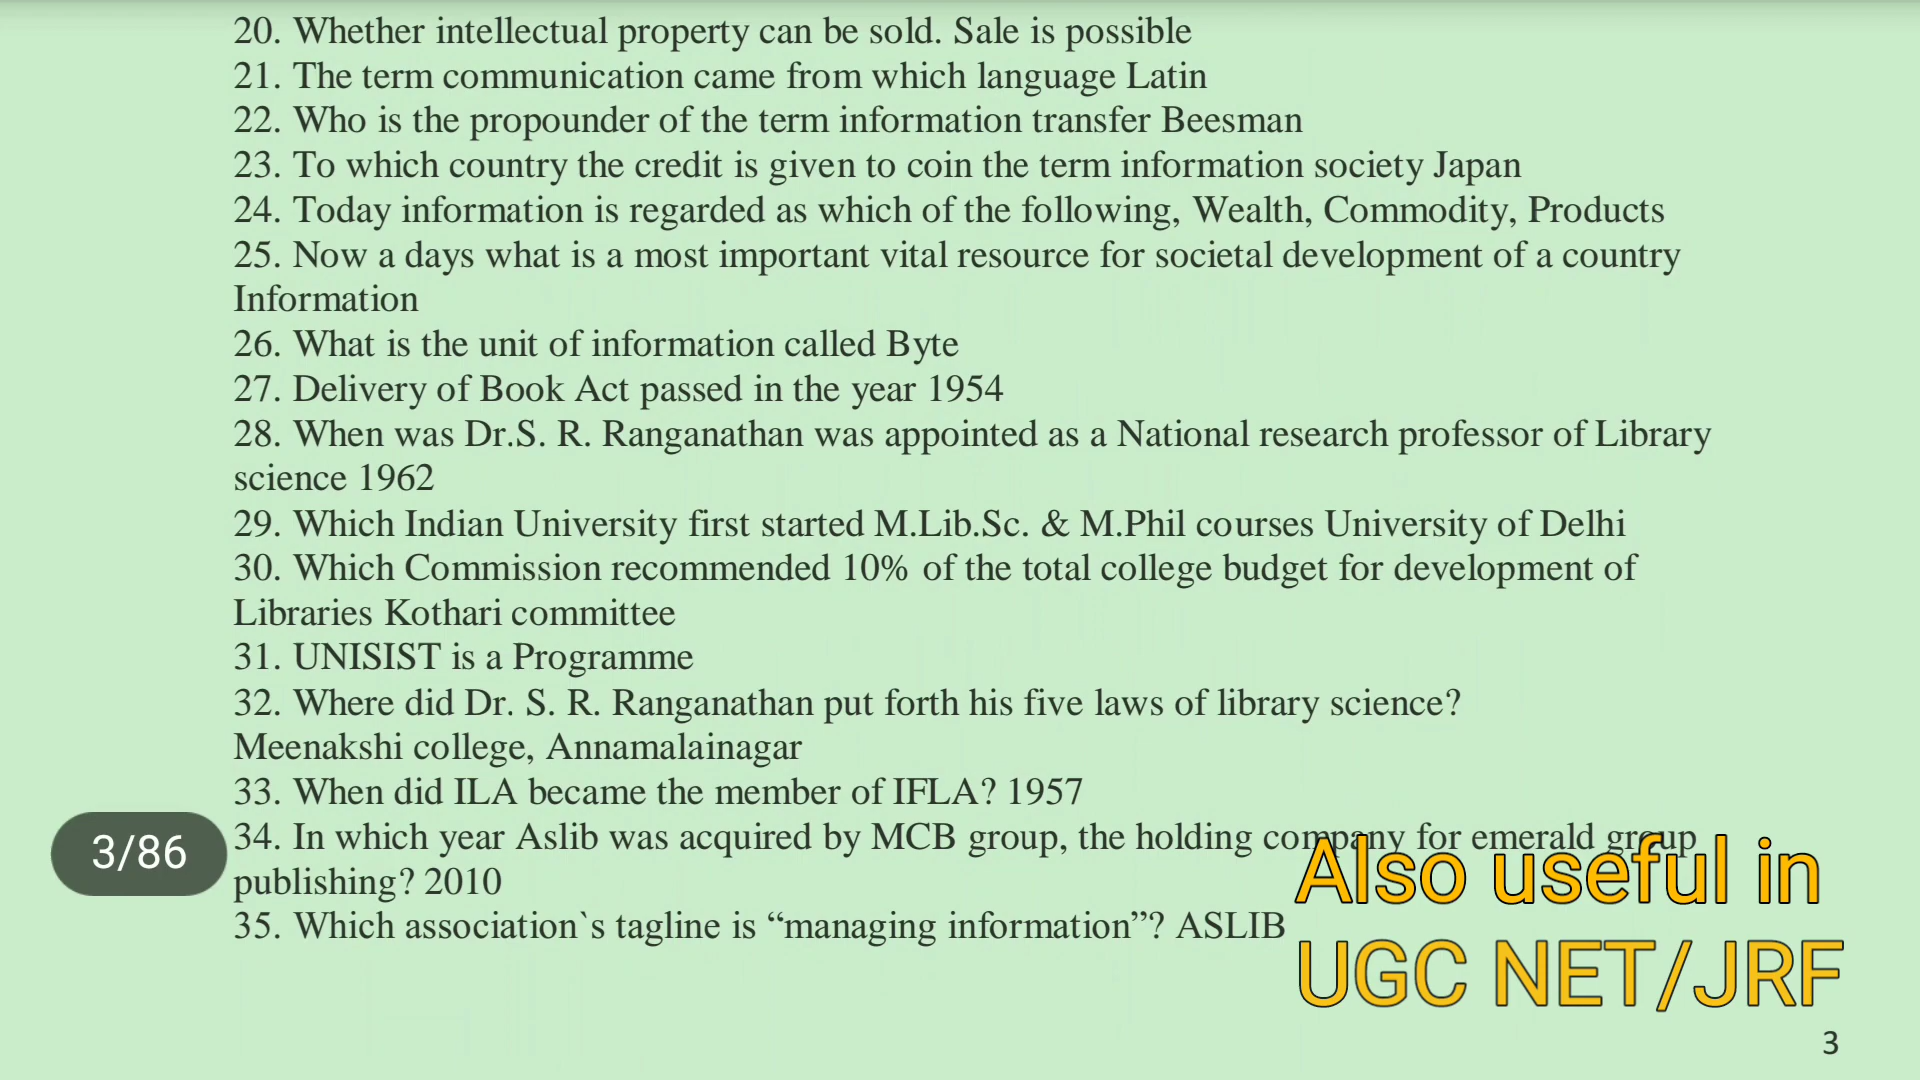 20. Whether intellectual property can be sold. Sale is possible
21. The term communication came from which language Latin
22. Who is the propounder of the term information transfer Beesman
23. To which country the credit is given to coin the term information society Japan
24. Today information is regarded as which of the following, Wealth, Commodity, Products
25. Now a days what is a most important vital resource for societal development of a country
Information
26. What is the unit of information called Byte
27. Delivery of Book Act passed in the year 1954
28. When was Dr.S. R. Ranganathan was appointed as a National research professor of Library
science 1962
29. Which Indian University first started M.Lib.Sc. & M.Phil courses University of Delhi
30. Which Commission recommended 10% of the total college budget for development of
Libraries Kothari committee
31. UNISIST is a Programme
32. Where did Dr. S. R. Ranganathan put forth his five laws of library science?
Meenakshi college, Annamalainagar
33. When did ILA became the member of IFLA? 1957
34. In which year Aslib was acquired by MCB group, the holding company for emerald group
publishing? 2010
35. Which association`s tagline is “managing information”? ASLIB
3/86
Also useful in
UGC NET/JRF
3